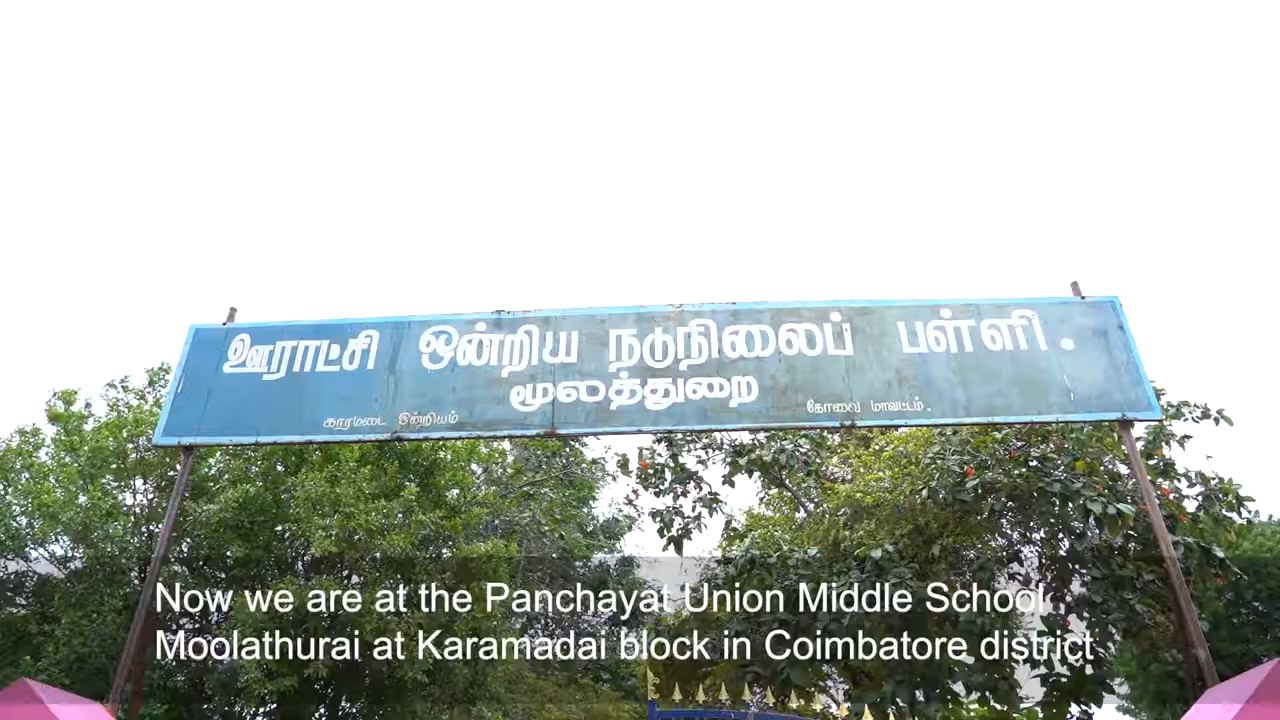 ஊராட்சி ஒன்றிய நடுநிலைப் பள்ளி.
மூலத்துறை
காரமடை ஒன்றியம் கோவை மாவட்டம்.
Now we are at the Panchayat Union Middle School
Moolathurai at Karamadai block in Coimbatore district